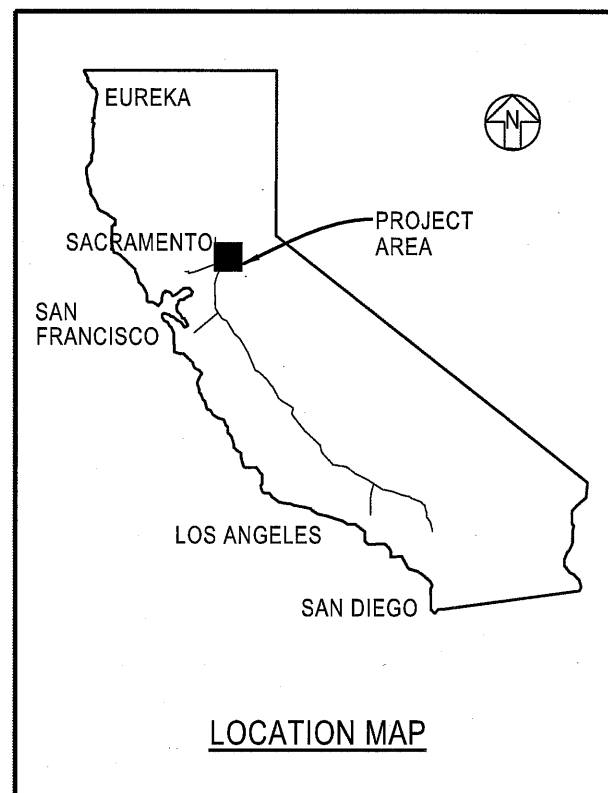 EUREKA
N
PROJECT
AREA
SACRAMENTO
SAN
FRANCISCO
LOS ANGELES
SAN DIEGO
LOCATION MAP